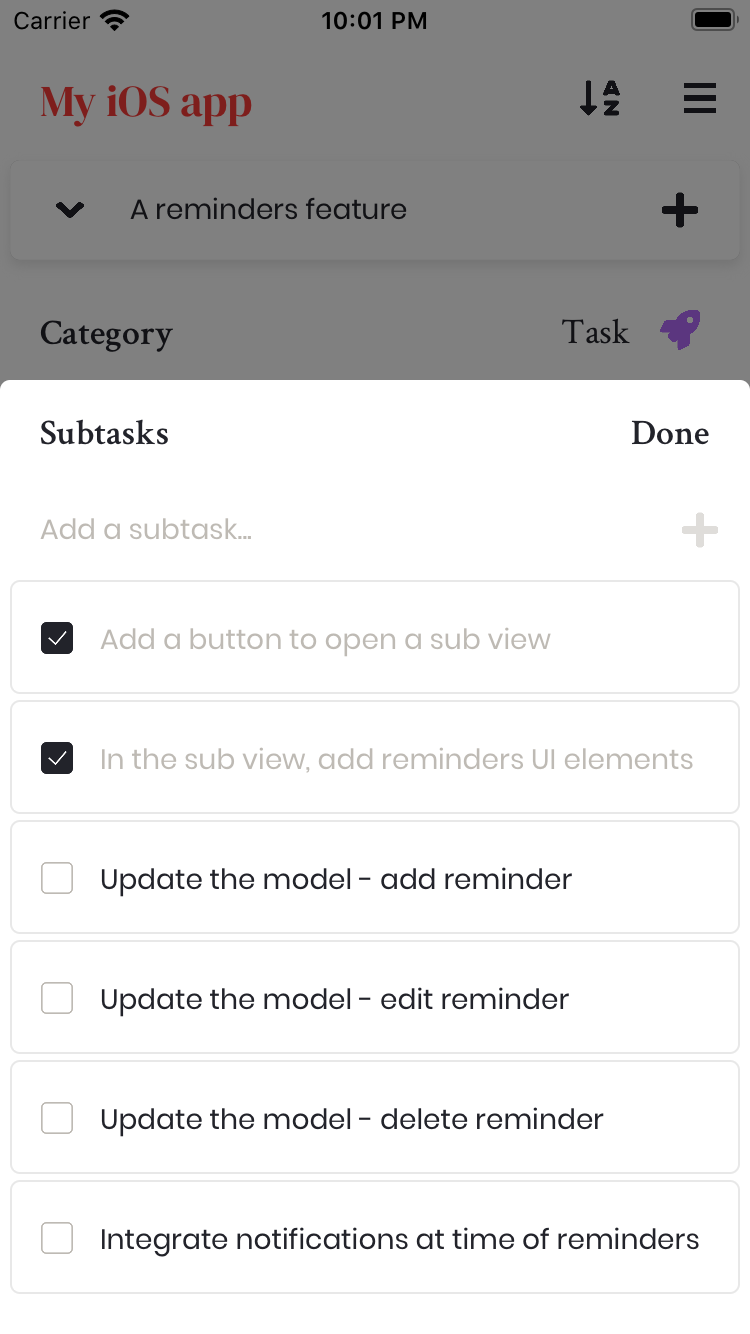 Carrier 10:01 PM
My iOS app
A
Z
A reminders feature
Category Task
Subtasks Done
Add a subtask...
Add a button to open a sub view
In the sub view, add reminders UI elements
Update the model - add reminder
Update the model - edit reminder
Update the model - delete reminder
Integrate notifications at time of reminders